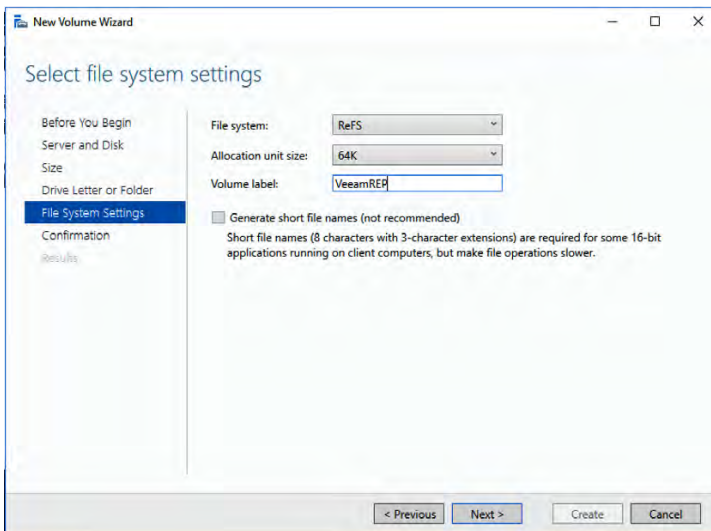 New Volume Wizard
Select file system settings
Before You Begin
Server and Disk
Size
Drive Letter or Folder
File System Settings
Confirmation
Results
File system:
ReFS
Allocation unit size:
64K
Volume label:
VeeamREP
Generate short file names (not recommended)
Short file names (8 characters with 3-character extensions) are required for some 16-bit
applications running on client computers, but make file operations slower.
< Previous
Next >
Create
Cancel